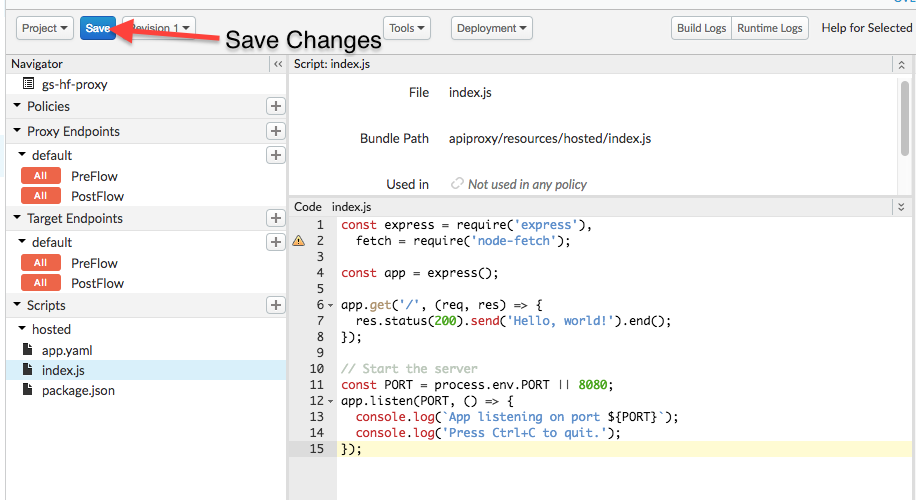 Project Save Revision 1 Save Changes Tools Deployment Build Logs Runtime Logs Help for Selected
Navigator
gs-hf-proxy
Policies
Proxy Endpoints
default
All PreFlow
All PostFlow
Target Endpoints
default
All PreFlow
All PostFlow
Scripts
hosted
app.yaml
index.js
package.json
Script: index.js
File index.js
Bundle Path apiproxy/resources/hosted/index.js
Used in Not used in any policy
Code index.js
1 const express = require('express'),
2 fetch = require('node-fetch');
3
4 const app = express();
5
6 app.get('/', (req, res) => {
7 res.status(200).send('Hello, world!').end();
8 });
9
10 // Start the server
11 const PORT = process.env.PORT || 8080;
12 app.listen(PORT, () => {
13 console.log(`App listening on port ${PORT}`);
14 console.log('Press Ctrl+C to quit.');
15 });